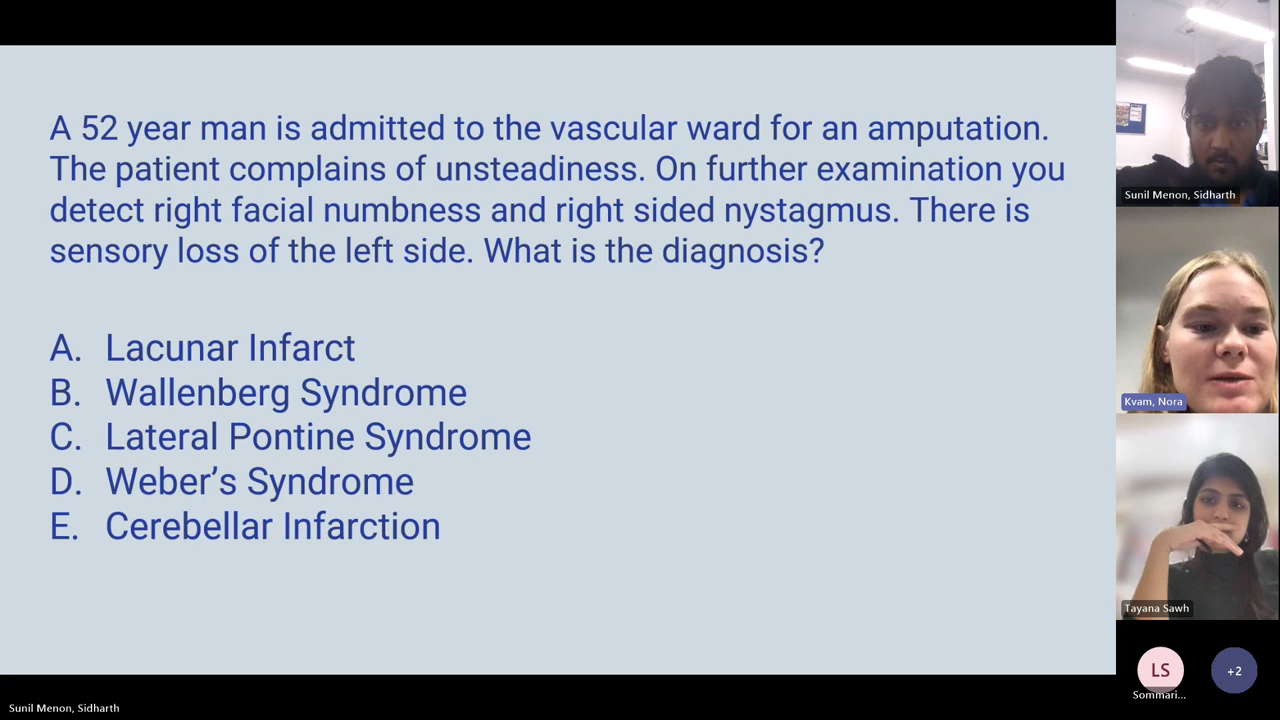 A 52 year man is admitted to the vascular ward for an amputation.
The patient complains of unsteadiness. On further examination you
detect right facial numbness and right sided nystagmus. There is
sensory loss of the left side. What is the diagnosis?
A. Lacunar Infarct
B. Wallenberg Syndrome
C. Lateral Pontine Syndrome
D. Weber’s Syndrome
E. Cerebellar Infarction
Sunil Menon, Sidharth
Kvam, Nora
Tayana Sawh
LS
+2
Sommari...
Sunil Menon, Sidharth